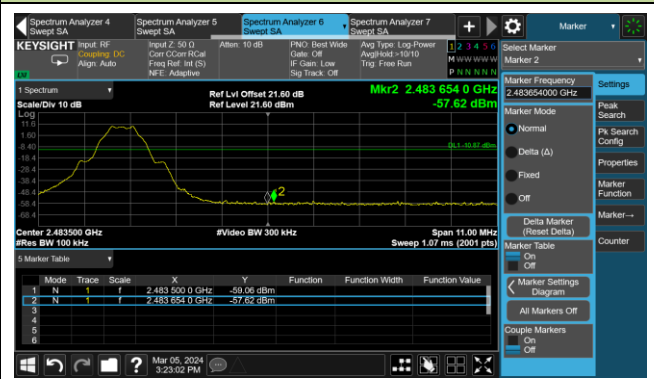 Spectrum Analyzer 4
Swept SA
Spectrum Analyzer 5
Swept SA
Spectrum Analyzer 6
Swept SA
Spectrum Analyzer 7
Swept SA
+
Marker
KEYSIGHT
Input: RF
Coupling: DC
Align: Auto
Input Z: 50 Ω
Corr CCorr RCal
Freq Ref: Int (S)
NFE: Adaptive
Atten: 10 dB
PNO: Best Wide
Gate: Off
IF Gain: Low
Sig Track: Off
Avg Type: Log-Power
Avg|Hold:>10/10
Trig: Free Run
1 2 3 4 5 6
M W W W W W
P N N N N N
LXI
Select Marker
Marker 2
1 Spectrum
Scale/Div 10 dB
Ref Lvl Offset 21.60 dB
Ref Level 21.60 dBm
Mkr2 2.483 654 0 GHz
-57.62 dBm
Log
11.6
1.60
-8.40
-18.4
-28.4
-38.4
-48.4
-58.4
-68.4
DL1 -10.87 dBm
2
Center 2.483500 GHz
#Res BW 100 kHz
#Video BW 300 kHz
Span 11.00 MHz
Sweep 1.07 ms (2001 pts)
5 Marker Table
Mode Trace Scale X Y Function Function Width Function Value
1 N 1 f 2.483 500 0 GHz -59.06 dBm
2 N 1 f 2.483 654 0 GHz -57.62 dBm
3
4
5
6
Marker Frequency
2.483654000 GHz
Marker Mode
Normal
Delta (Δ)
Fixed
Off
Delta Marker
(Reset Delta)
Marker Table
On
Off
Marker Settings
Diagram
All Markers Off
Couple Markers
On
Off
Settings
Peak
Search
Pk Search
Config
Properties
Marker
Function
Marker→
Counter
?
Mar 05, 2024
3:23:02 PM